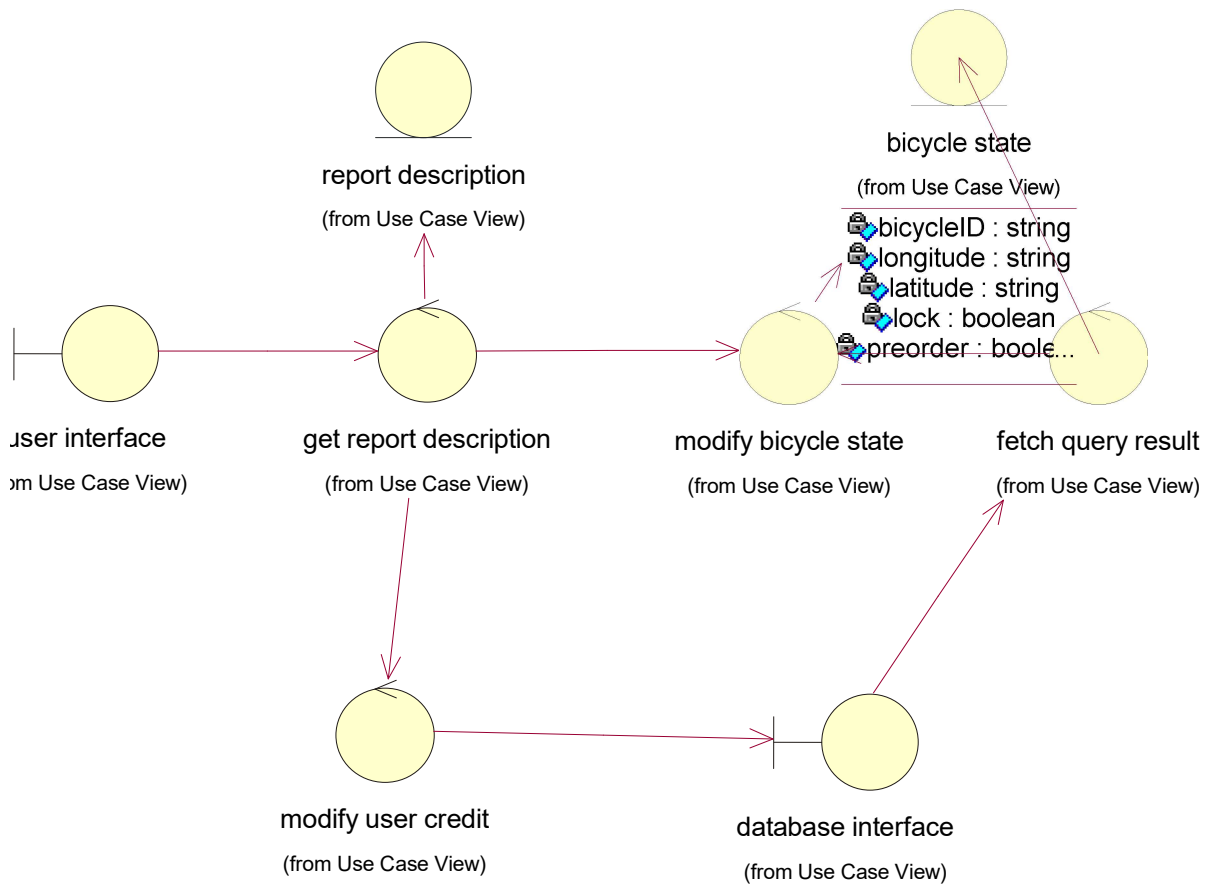 report description
(from Use Case View)
bicycle state
(from Use Case View)
bicycleID : string
longitude : string
latitude : string
lock : boolean
preorder : boole...
user interface
om Use Case View)
get report description
(from Use Case View)
modify bicycle state
(from Use Case View)
fetch query result
(from Use Case View)
modify user credit
(from Use Case View)
database interface
(from Use Case View)